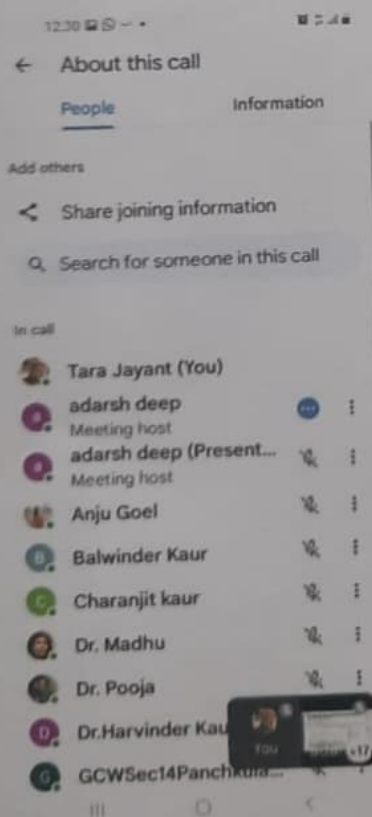 12:30
About this call
People
Information
Add others
Share joining information
Search for someone in this call
In call
Tara Jayant (You)
adarsh deep
Meeting host
adarsh deep (Present...
Meeting host
Anju Goel
B Balwinder Kaur
C Charanjit kaur
Dr. Madhu
Dr. Pooja
D Dr.Harvinder Kau
You
+17
G GCWSec14Panchkula...